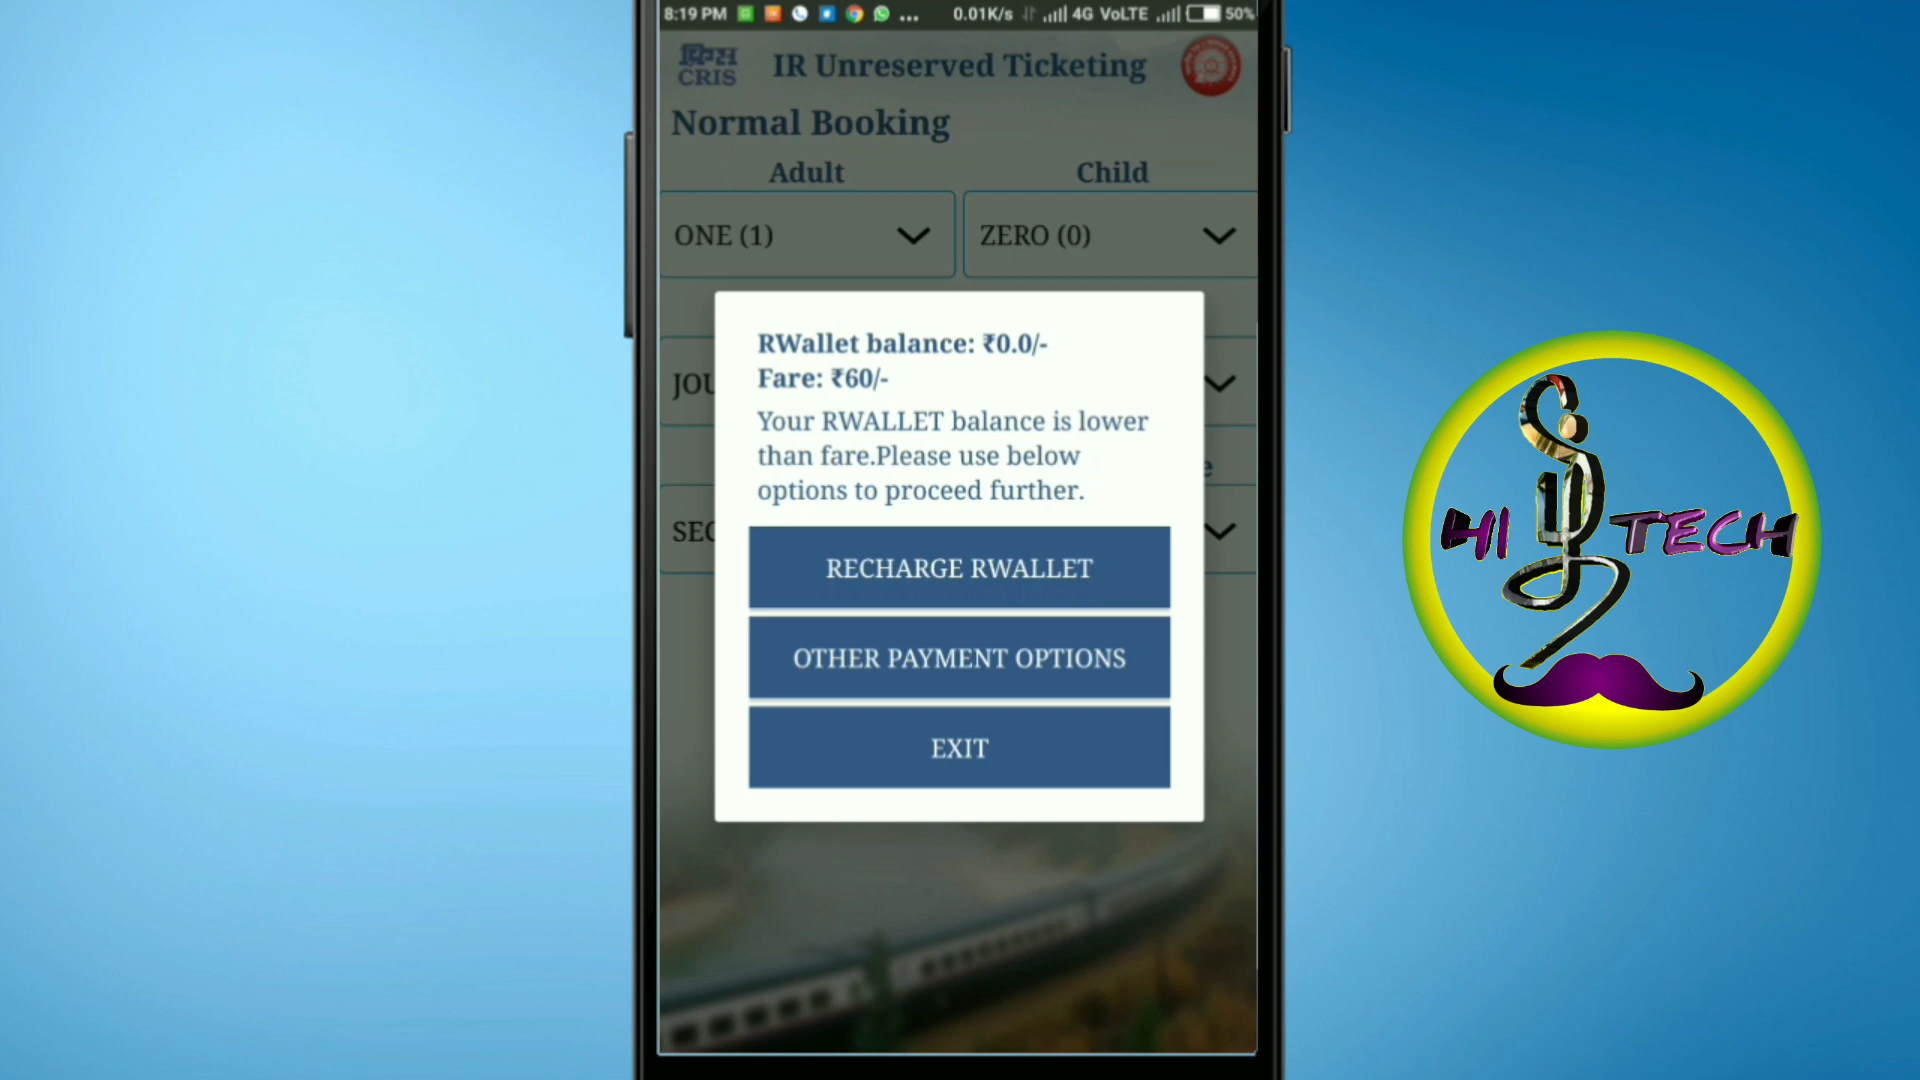 8:19 PM ... 0.01K/s 4G VoLTE 50%
क्रिस
CRIS
IR Unreserved Ticketing
Normal Booking
Adult Child
ONE (1) ZERO (0)
RWallet balance: ₹0.0/-
Fare: ₹60/-
Your RWALLET balance is lower
than fare.Please use below
options to proceed further.
RECHARGE RWALLET
OTHER PAYMENT OPTIONS
EXIT
HI TECH